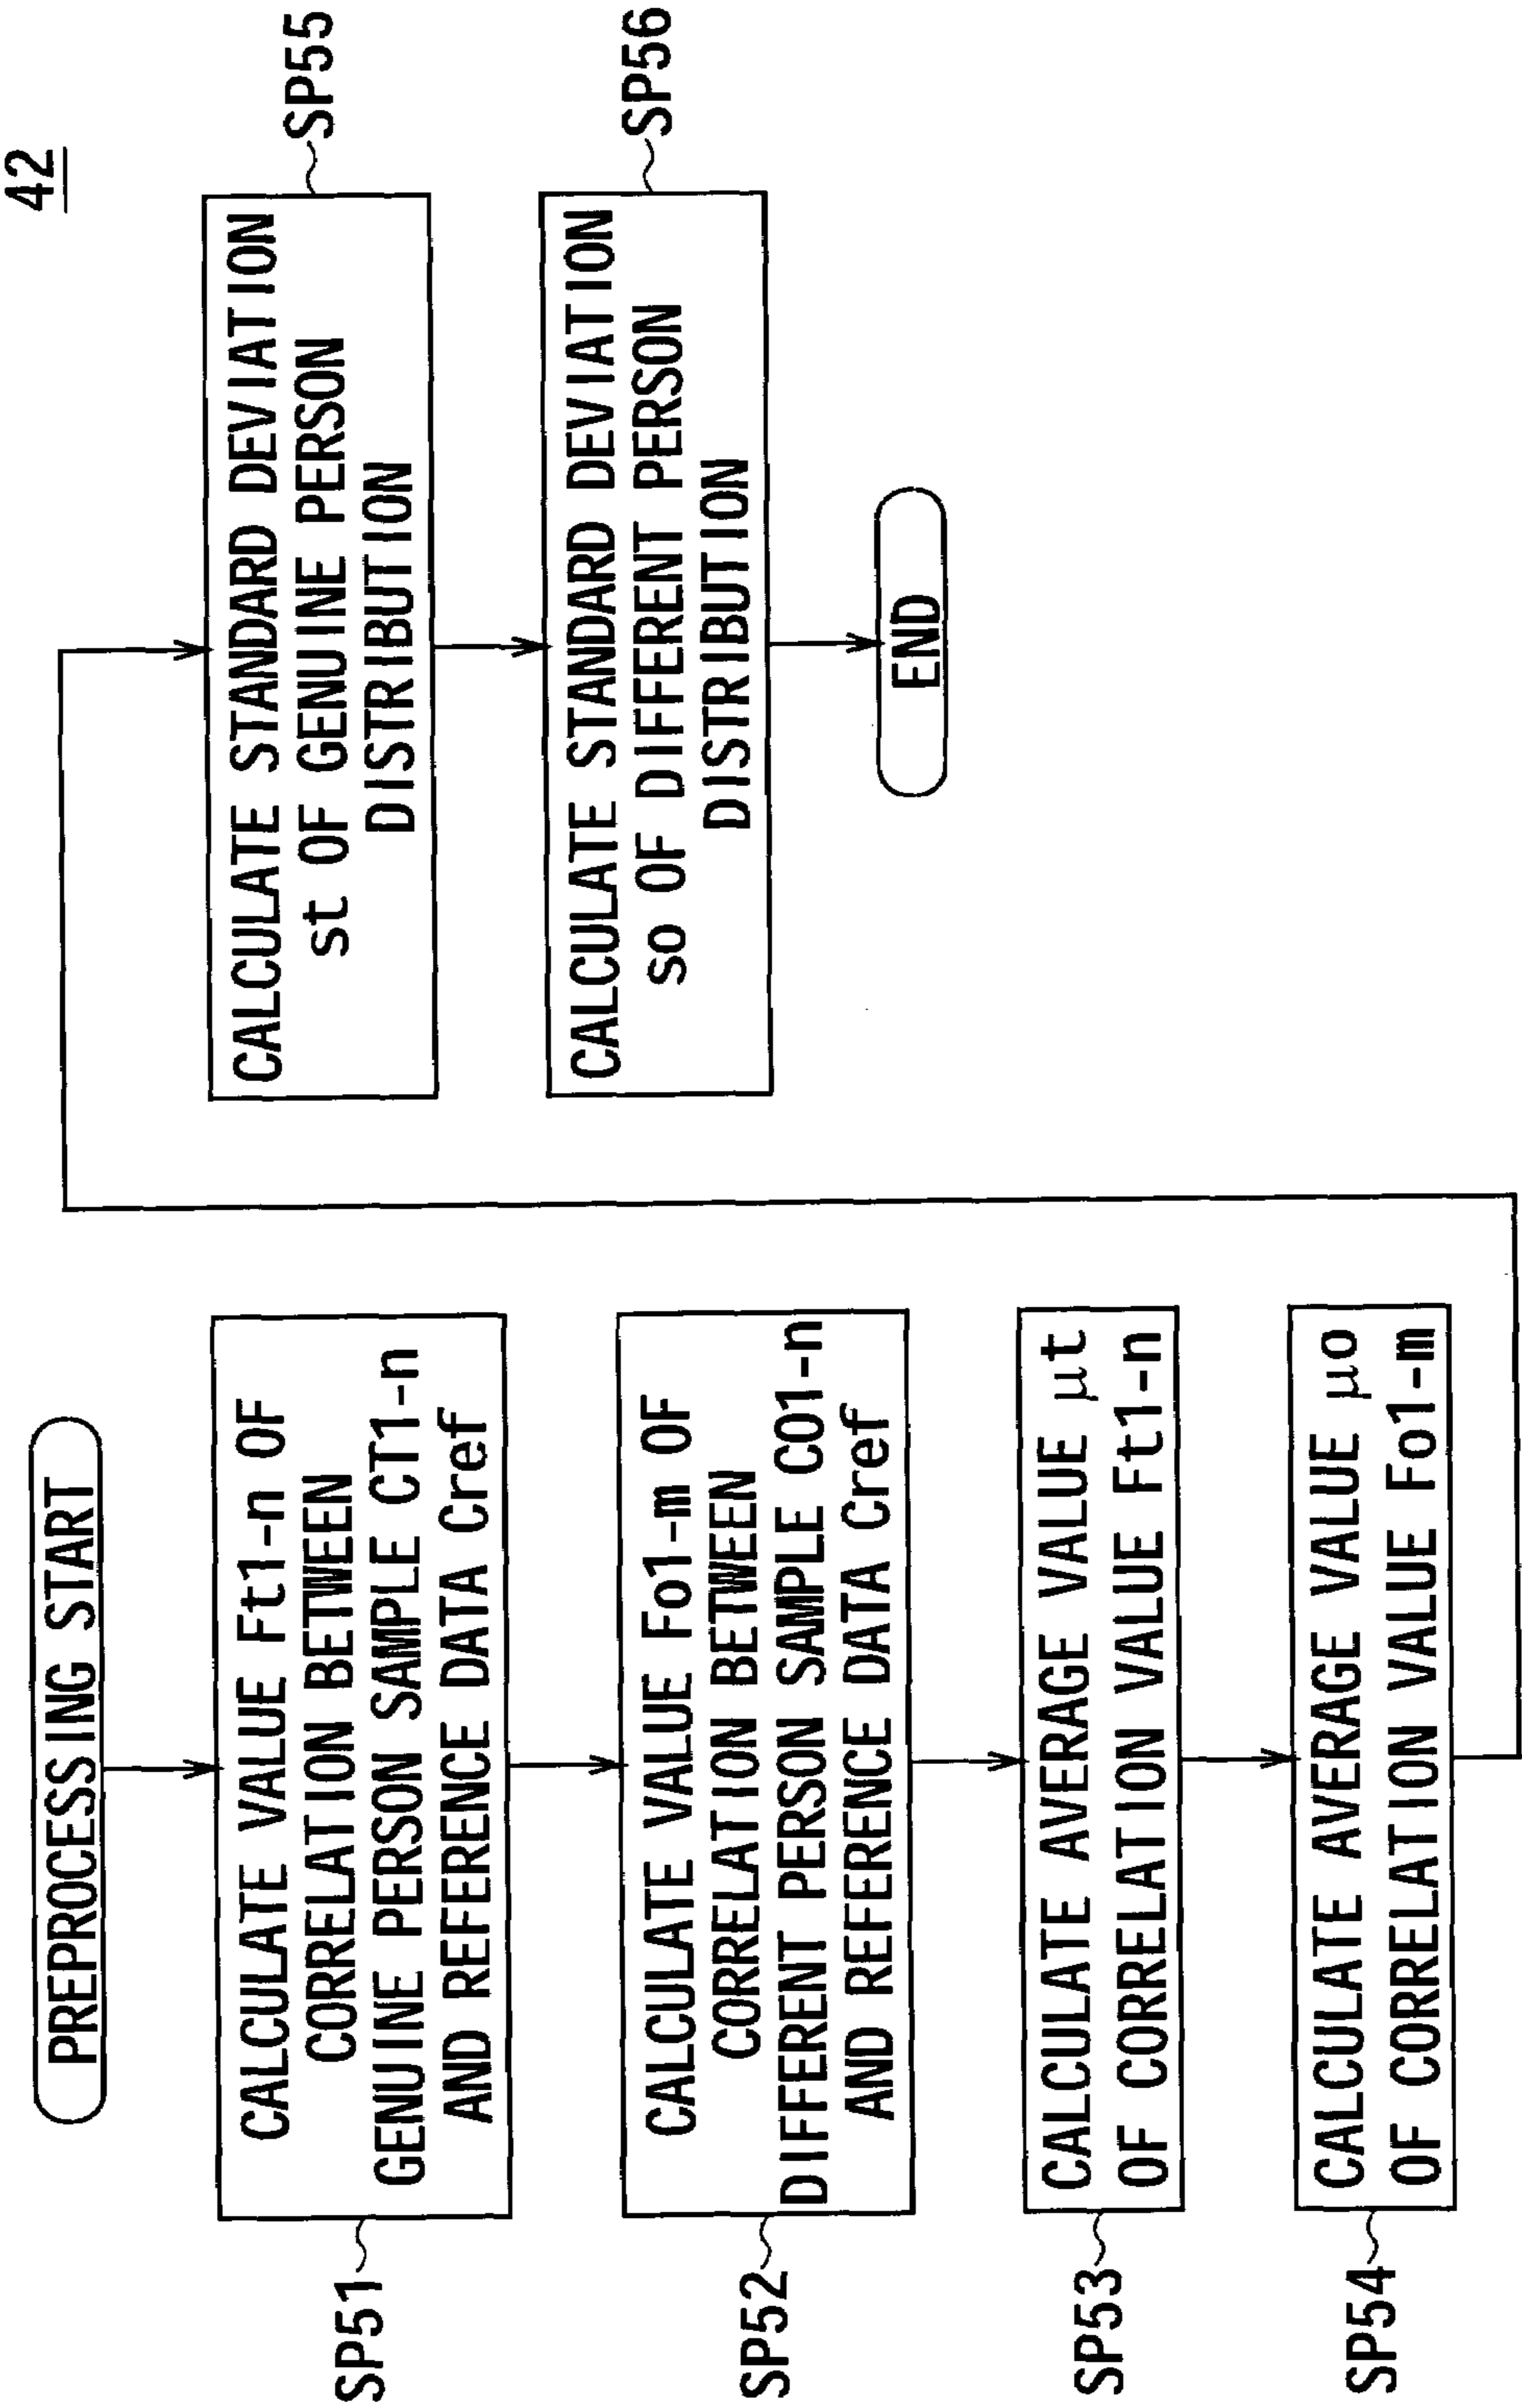 42
PREPROCESSING START
SP51
CALCULATE VALUE Ft1-n OF
CORRELATION BETWEEN
GENUINE PERSON SAMPLE CT1-n
AND REFERENCE DATA Cref
SP52
CALCULATE VALUE Fo1-m OF
CORRELATION BETWEEN
DIFFERENT PERSON SAMPLE CO1-n
AND REFERENCE DATA Cref
SP53
CALCULATE AVERAGE VALUE μt
OF CORRELATION VALUE Ft1-n
SP54
CALCULATE AVERAGE VALUE μo
OF CORRELATION VALUE Fo1-m
CALCULATE STANDARD DEVIATION
st OF GENUINE PERSON
DISTRIBUTION
SP55
CALCULATE STANDARD DEVIATION
so OF DIFFERENT PERSON
DISTRIBUTION
SP56
END